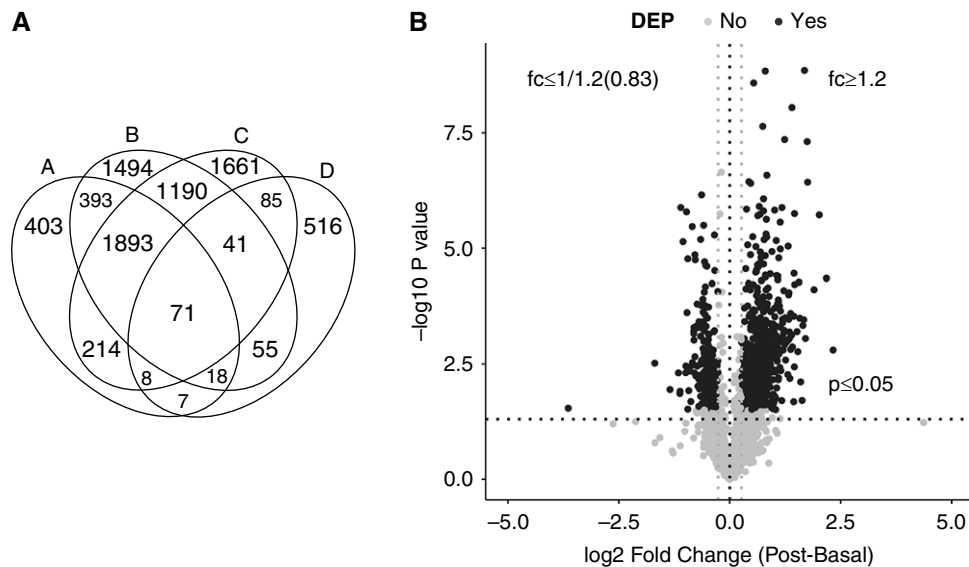 A
B
C
D
A
403
393
1494
1190
1661
85
516
1893
41
71
214
55
8
18
7
B
DEP No Yes
fc≤1/1.2(0.83)
fc≥1.2
p≤0.05
−log10 P value
7.5
5.0
2.5
0.0
−5.0 −2.5 0.0 2.5 5.0
log2 Fold Change (Post-Basal)